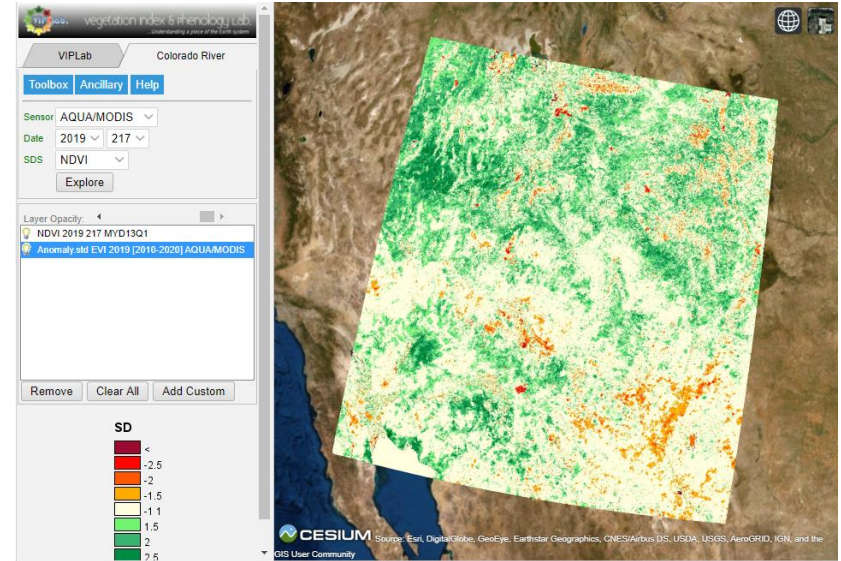 vegetation index & phenology lab.
...Understanding a piece of the Earth system
VIPLab
Colorado River
Toolbox Ancillary Help
Sensor AQUA/MODIS
Date 2019 217
SDS NDVI
Explore
Layer Opacity:
NDVI 2019 217 MYD13Q1
Anomaly.std EVI 2019 [2010-2020] AQUA/MODIS
Remove Clear All Add Custom
SD
<
-2.5
-2
-1.5
-1 1
1.5
2
2.5
CESIUM Source: Esri, DigitalGlobe, GeoEye, Earthstar Geographics, CNES/Airbus DS, USDA, USGS, AeroGRID, IGN, and the
GIS User Community